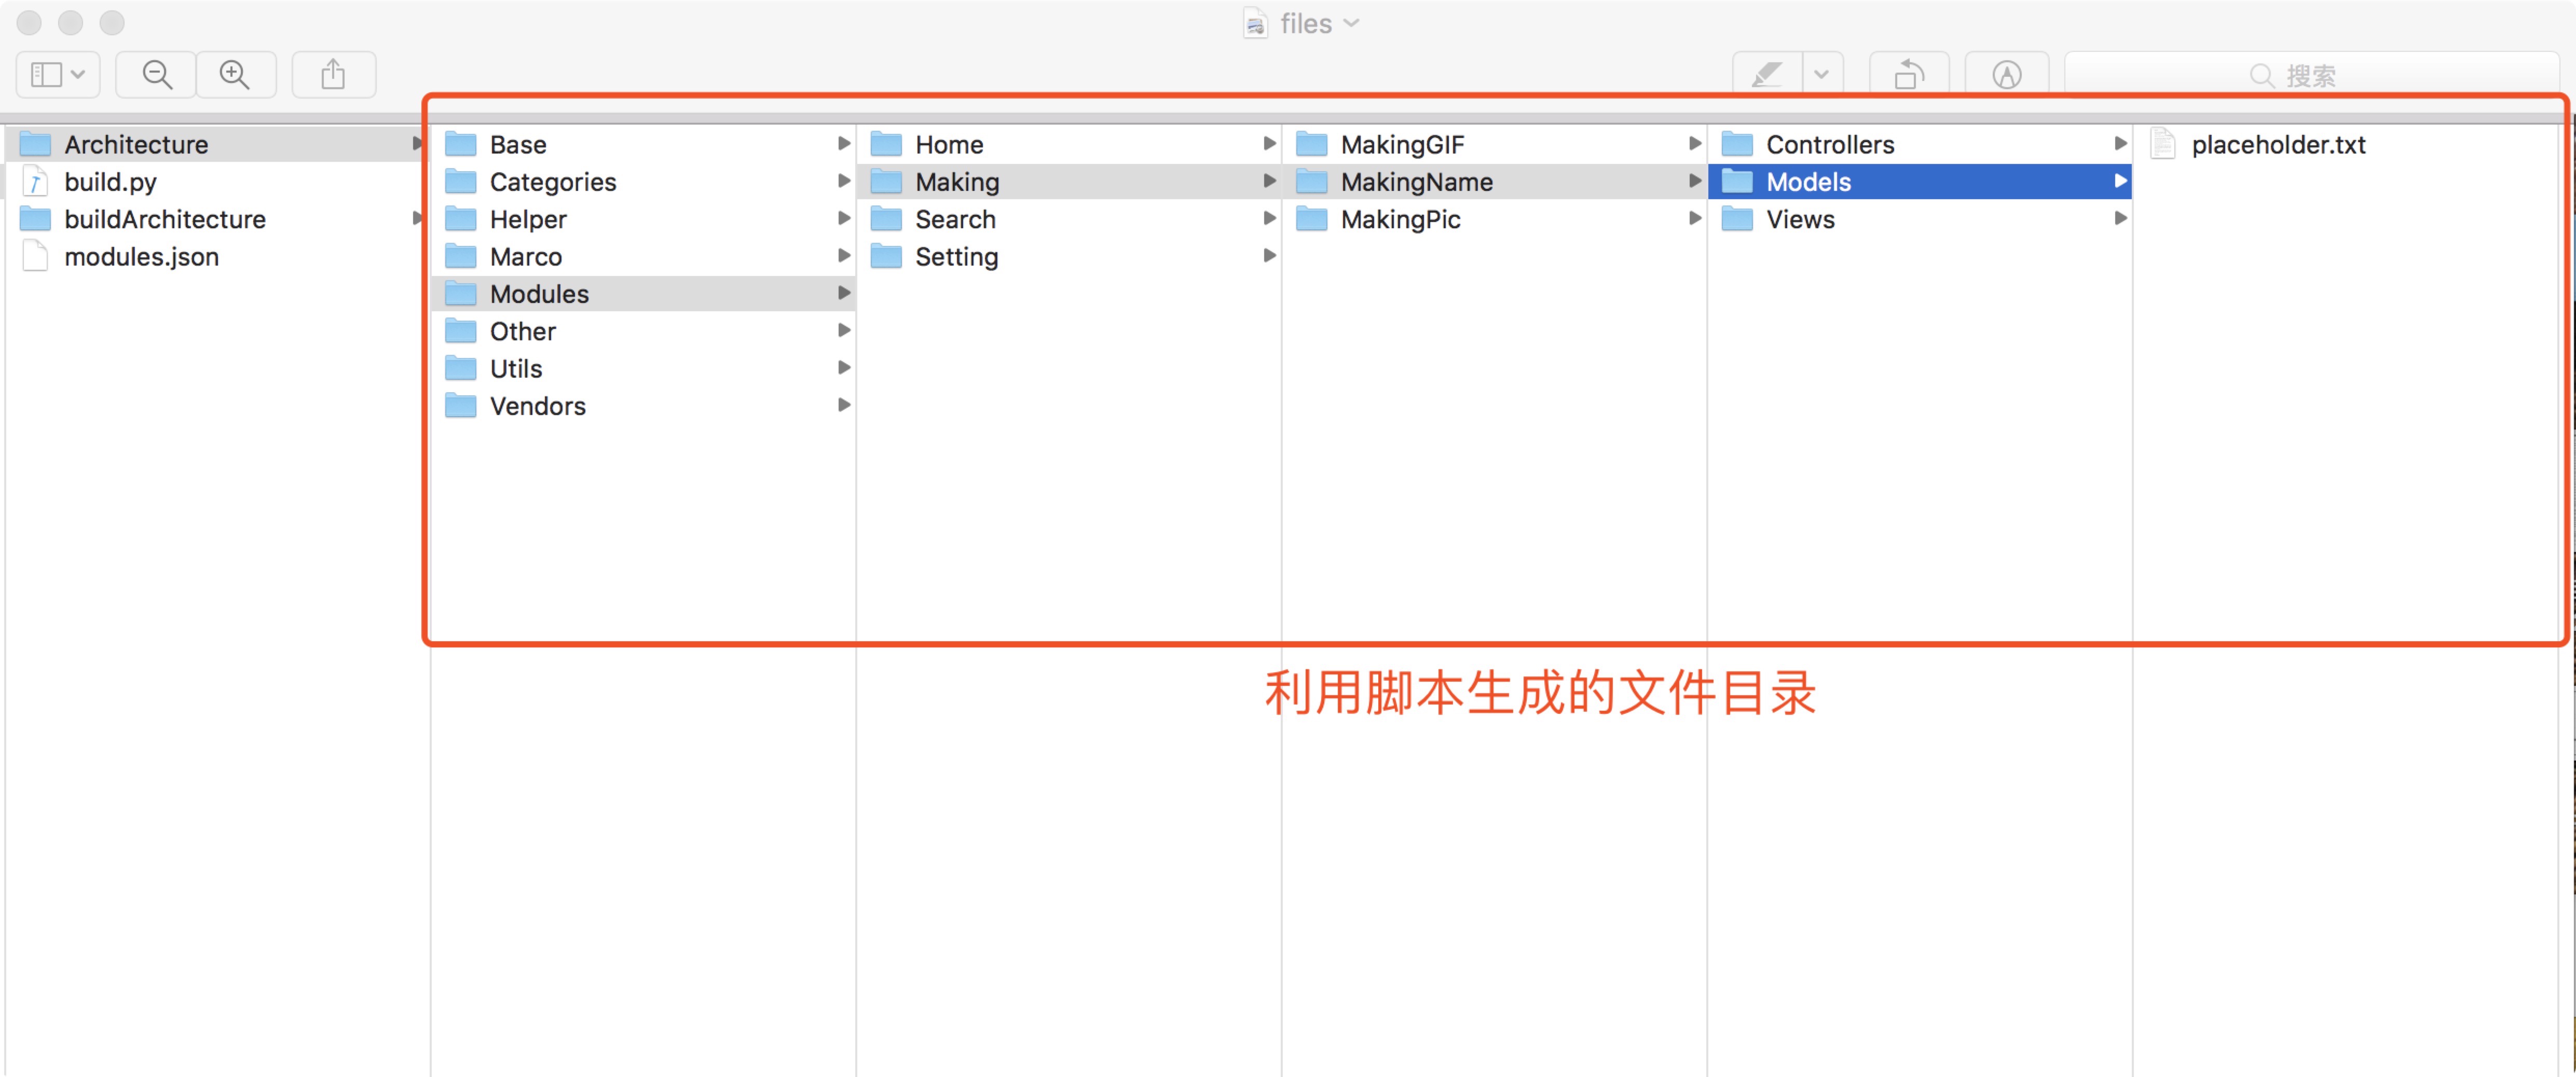 files
搜索
Architecture
build.py
buildArchitecture
modules.json
Base
Categories
Helper
Marco
Modules
Other
Utils
Vendors
Home
Making
Search
Setting
MakingGIF
MakingName
MakingPic
Controllers
Models
Views
placeholder.txt
利用脚本生成的文件目录